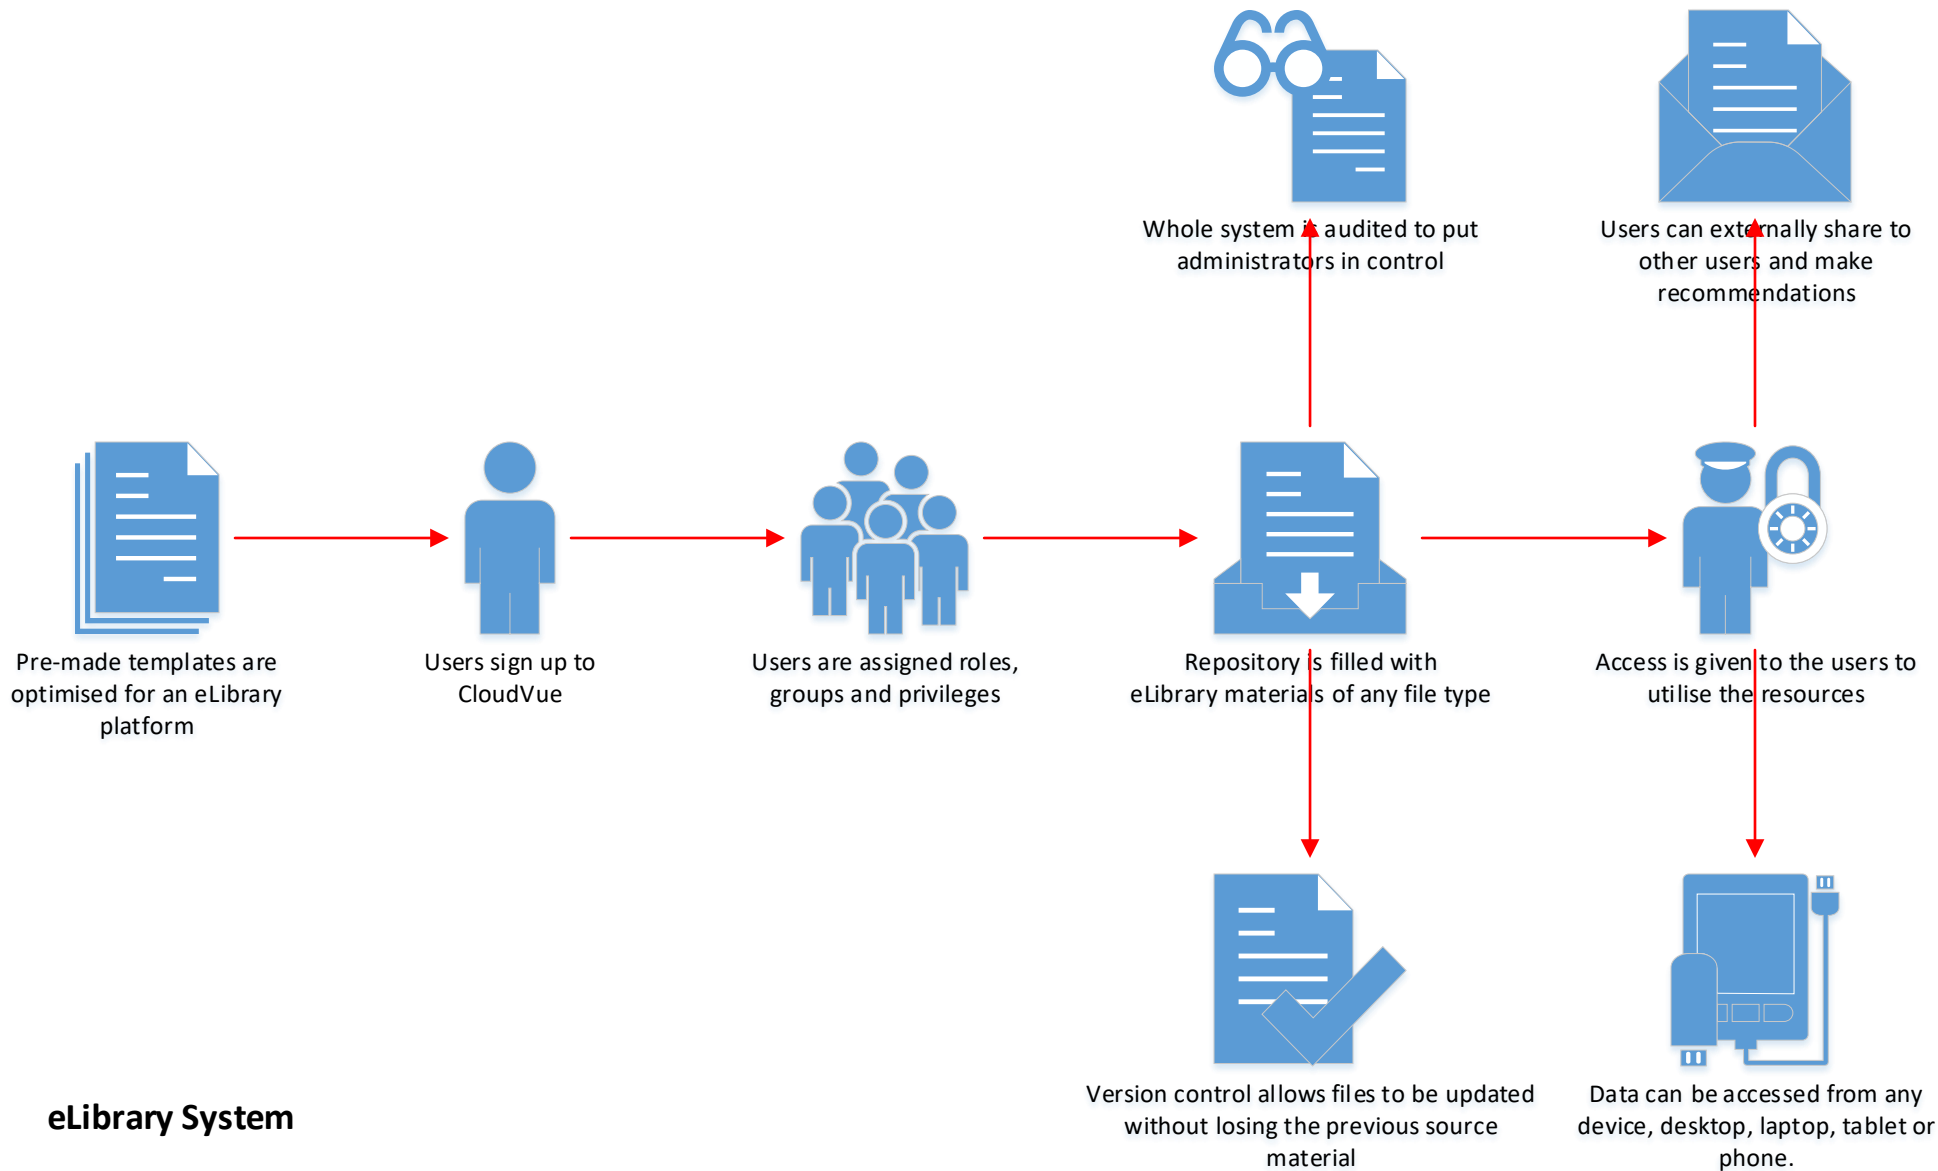 Whole system is audited to put
administrators in control
Users can externally share to
other users and make
recommendations
Pre-made templates are
optimised for an eLibrary
platform
Users sign up to
CloudVue
Users are assigned roles,
groups and privileges
Repository is filled with
eLibrary materials of any file type
Access is given to the users to
utilise the resources
Version control allows files to be updated
without losing the previous source
material
Data can be accessed from any
device, desktop, laptop, tablet or
phone.
eLibrary System